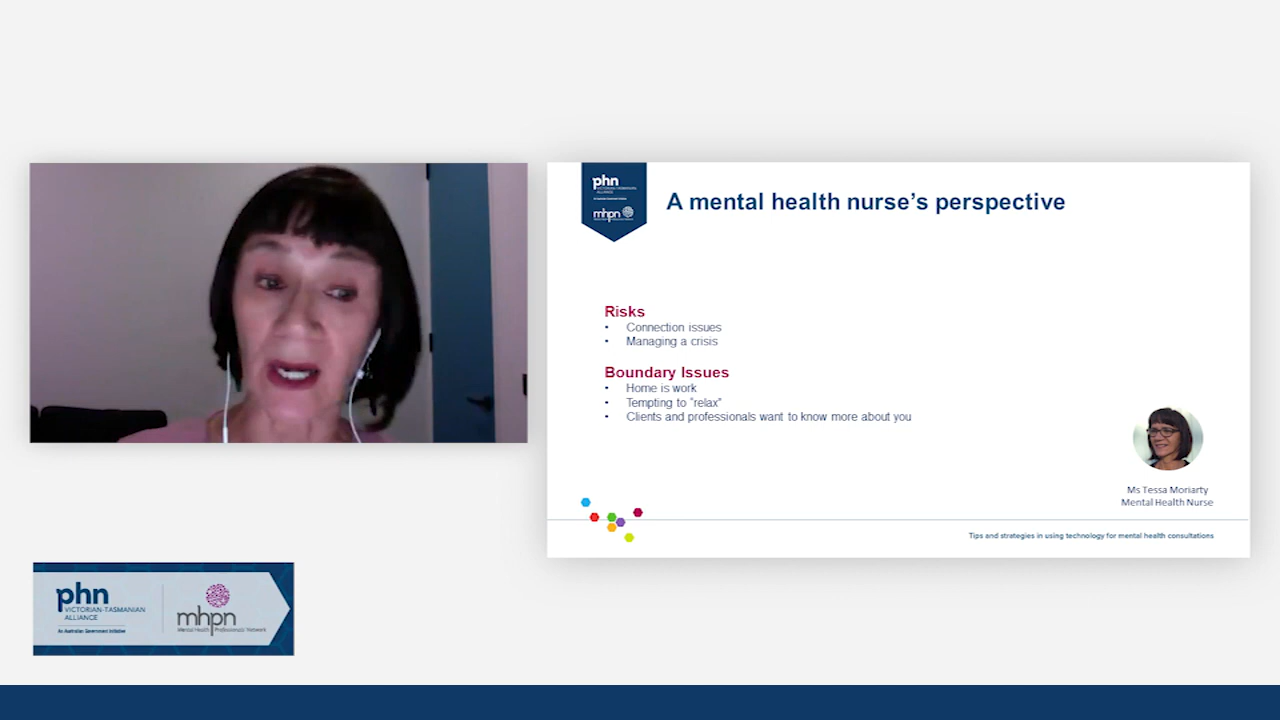 phn
VICTORIAN-TASMANIAN
ALLIANCE
mhpn
A mental health nurse's perspective
Risks
• Connection issues
• Managing a crisis
Boundary Issues
• Home is work
• Tempting to "relax"
• Clients and professionals want to know more about you
Ms Tessa Moriarty
Mental Health Nurse
Tips and strategies in using technology for mental health consultations
phn
VICTORIAN-TASMANIAN
ALLIANCE
An Australian Government Initiative
mhpn
Mental Health Professionals' Network